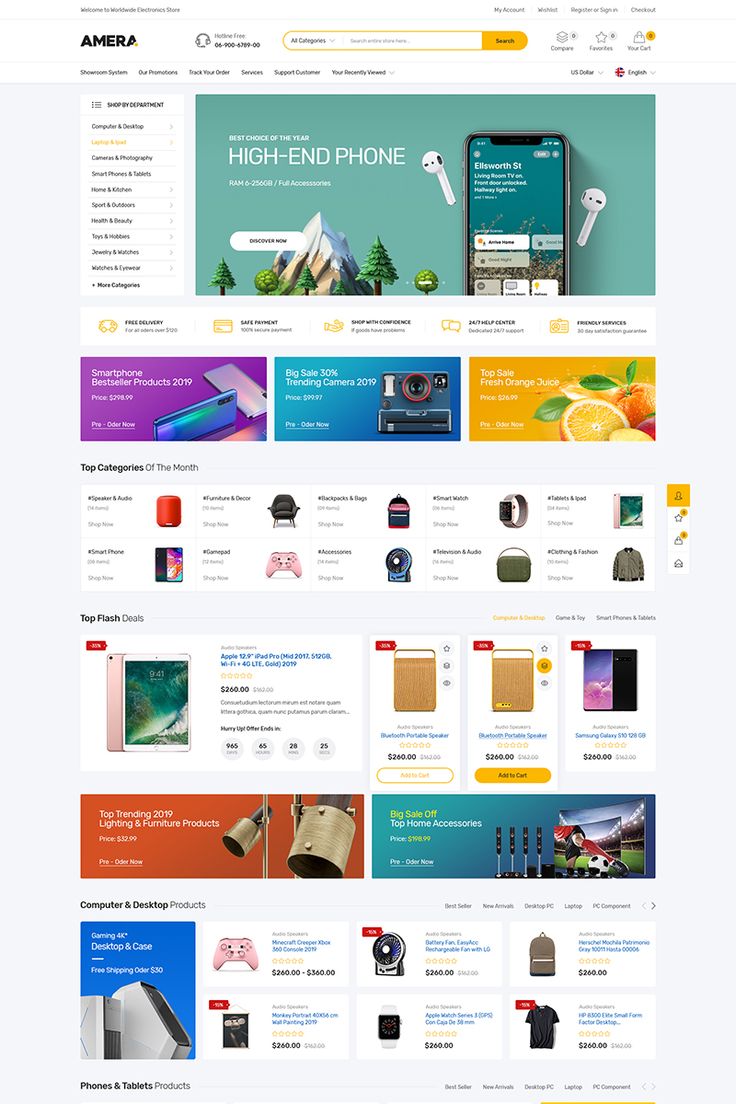 Welcome to Worldwide Electronics Store
My Account
Wishlist
Register or Sign in
Checkout
AMERA.
Hotline Free:
06-900-6789-00
All Categories
Search entire store here...
Search
0
Compare
0
Favorites
0
Your Cart
Showroom System
Our Promotions
Track Your Order
Services
Support Customer
Your Recently Viewed
US Dollar
English
SHOP BY DEPARTMENT
Computer & Desktop
Laptop & Ipad
Cameras & Photography
Smart Phones & Tablets
Home & Kitchen
Sport & Outdoors
Health & Beauty
Toys & Hobbies
Jewelry & Watches
Watches & Eyewear
+ More Categories
BEST CHOICE OF THE YEAR
HIGH-END PHONE
RAM 6-256GB / Full Accesssories
DISCOVER NOW
Edit
Ellsworth St
Living Room TV on.
Front door unlocked.
Hallway light on.
and 1 More >
Favorite Scenes
Arrive Home
Good Night
Living Room
Hallway
FREE DELIVERY
For all oders over $120
SAFE PAYMENT
100% secure payment
SHOP WITH CONFIDENCE
If goods have problems
24/7 HELP CENTER
Dedicated 24/7 support
FRIENDLY SERVICES
30 day satisfaction guarantee
Smartphone
Bestseller Products 2019
Price: $298.99
Pre - Oder Now
Big Sale 30%
Trending Camera 2019
Price: $99.97
Pre - Oder Now
Top Sale
Fresh Orange Juice
Price: $26.99
Pre - Oder Now
Top Categories Of The Month
#Speaker & Audio
(14 items)
Shop Now
#Furniture & Decor
(10 items)
Shop Now
#Backpacks & Bags
(09 items)
Shop Now
#Smart Watch
(14 items)
Shop Now
#Tablets & Ipad
(04 items)
Shop Now
#Smart Phone
(06 items)
Shop Now
#Gamepad
(12 items)
Shop Now
#Accessories
Shop Now
#Television & Audio
Shop Now
#Clothing & Fashion
Shop Now
0
0
Top Flash Deals
Computer & Desktop
Game & Toy
Smart Phones & Tablets
-35%
9:41
Audio Speakers
Apple 12.9" iPad Pro (Mid 2017, 512GB,
Wi-Fi + 4G LTE, Gold) 2019
$260.00 $162.00
Consuetudium lectorum mirum est notare quam
littera gothica, quam nunc putamus parum claram...
Hurry Up! Offer Ends in:
965
DAYS
65
HOURS
28
MINS
25
SECS
-35%
Audio Speakers
Bluetooth Portable Speaker
$260.00 $162.00
Add to Cart
-35%
Audio Speakers
Bluetooth Portable Speaker
$260.00 $162.00
Add to Cart
-15%
Audio Speakers
Samsung Galaxy S10 128 GB
$260.00 $162.00
Top Trending 2019
Lighting & Furniture Products
Price: $32.99
Pre - Oder Now
Big Sale Off
Top Home Accessories
Price: $198.99
Pre - Oder Now
Computer & Desktop Products
Best Seller
New Arrivals
Desktop PC
Laptop
PC Component
Gaming 4K*
Desktop & Case
Free Shipping Oder $30
Audio Speakers
Minecraft Creeper Xbox
360 Console 2019
$260.00 - $360.00
-15%
Audio Speakers
Battery Fan, EasyAcc
Rechargeable Fan with LG
$260.00 $162.00
Audio Speakers
Herschel Mochila Patrimonio
Gray 10011 Hasta 00006
$260.00
-15%
Audio Speakers
Monkey Portrait 40X56 cm
Wall Painting 2019
$260.00 $162.00
Audio Speakers
Apple Watch Series 3 (GPS)
Con Caja De 38 mm
$260.00 $162.00
-15%
Audio Speakers
HP 8300 Elite Small Form
Factor Desktop...
$260.00 $162.00
Phones & Tablets Products
Best Seller
New Arrivals
Desktop PC
Laptop
PC Component